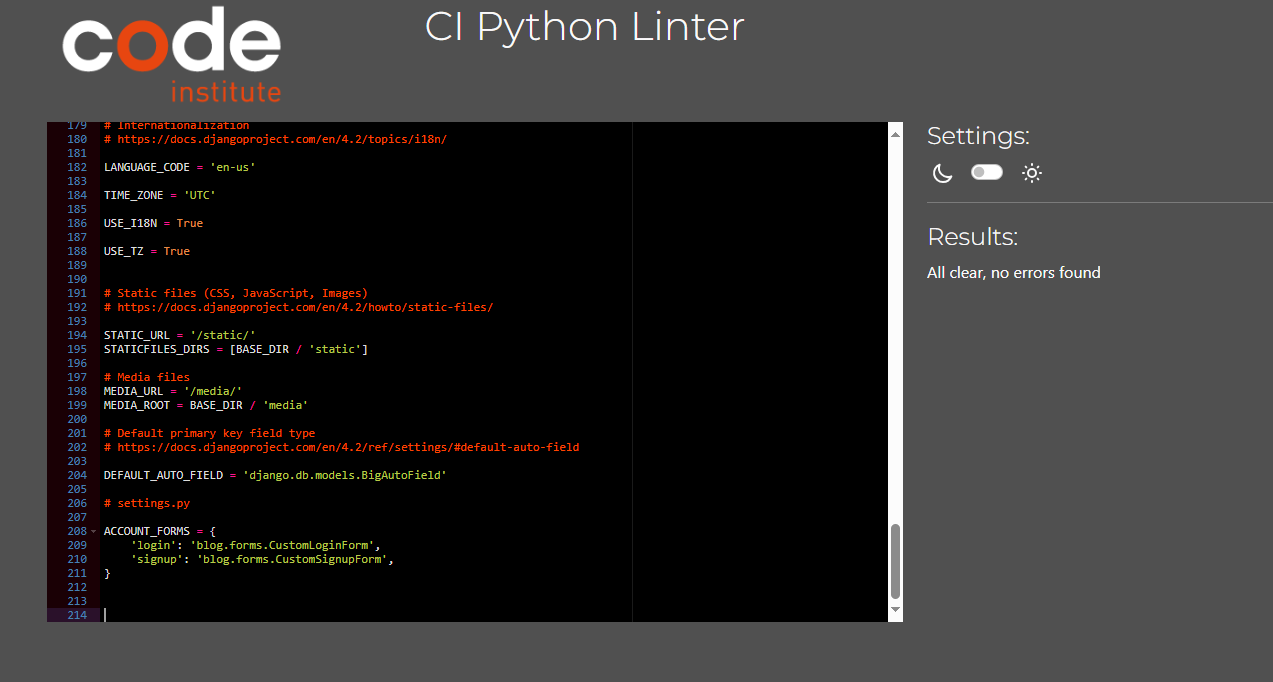 code
institute
CI Python Linter
179 # Internationalization
180 # https://docs.djangoproject.com/en/4.2/topics/i18n/
181
182 LANGUAGE_CODE = 'en-us'
183
184 TIME_ZONE = 'UTC'
185
186 USE_I18N = True
187
188 USE_TZ = True
189
190
191 # Static files (CSS, JavaScript, Images)
192 # https://docs.djangoproject.com/en/4.2/howto/static-files/
193
194 STATIC_URL = '/static/'
195 STATICFILES_DIRS = [BASE_DIR / 'static']
196
197 # Media files
198 MEDIA_URL = '/media/'
199 MEDIA_ROOT = BASE_DIR / 'media'
200
201 # Default primary key field type
202 # https://docs.djangoproject.com/en/4.2/ref/settings/#default-auto-field
203
204 DEFAULT_AUTO_FIELD = 'django.db.models.BigAutoField'
205
206 # settings.py
207
208 ACCOUNT_FORMS = {
209     'login': 'blog.forms.CustomLoginForm',
210     'signup': 'blog.forms.CustomSignupForm',
211 }
212
213
214
Settings:
Results:
All clear, no errors found